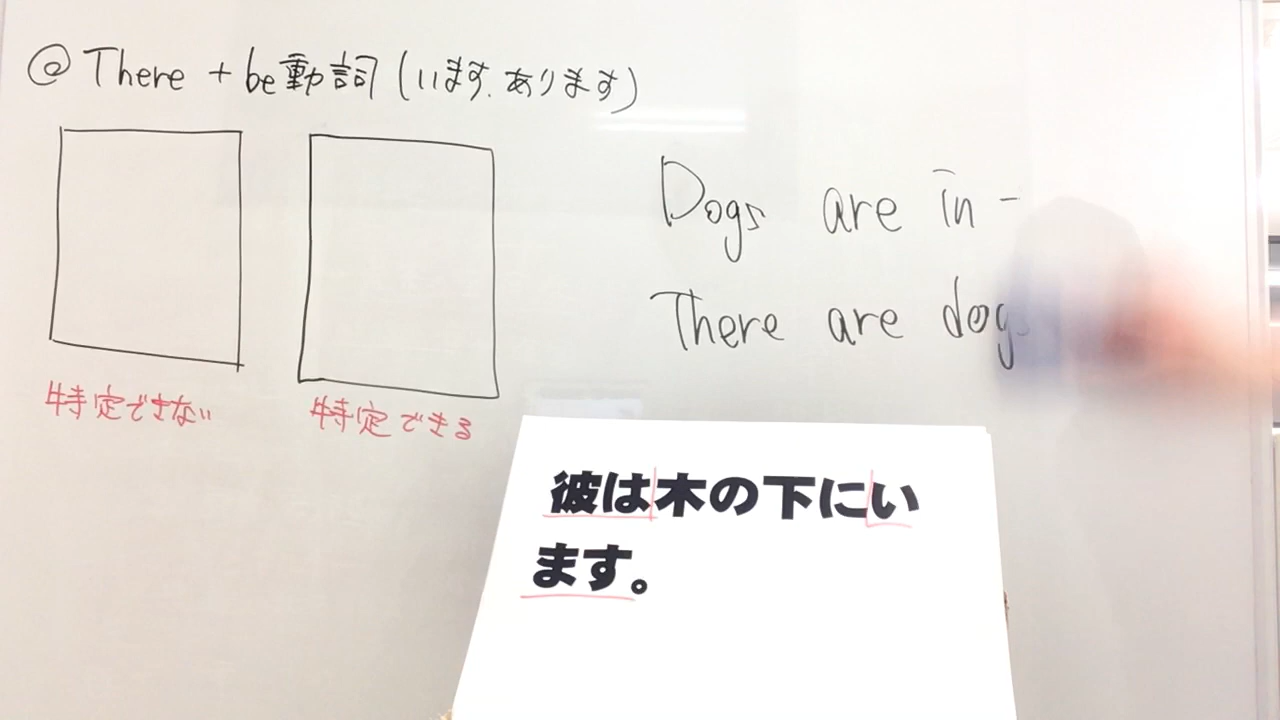 @ There + be動詞 (います. あります)
Dogs are in -
There are dogs
特定できない
特定できる
彼は木の下にい
ます。